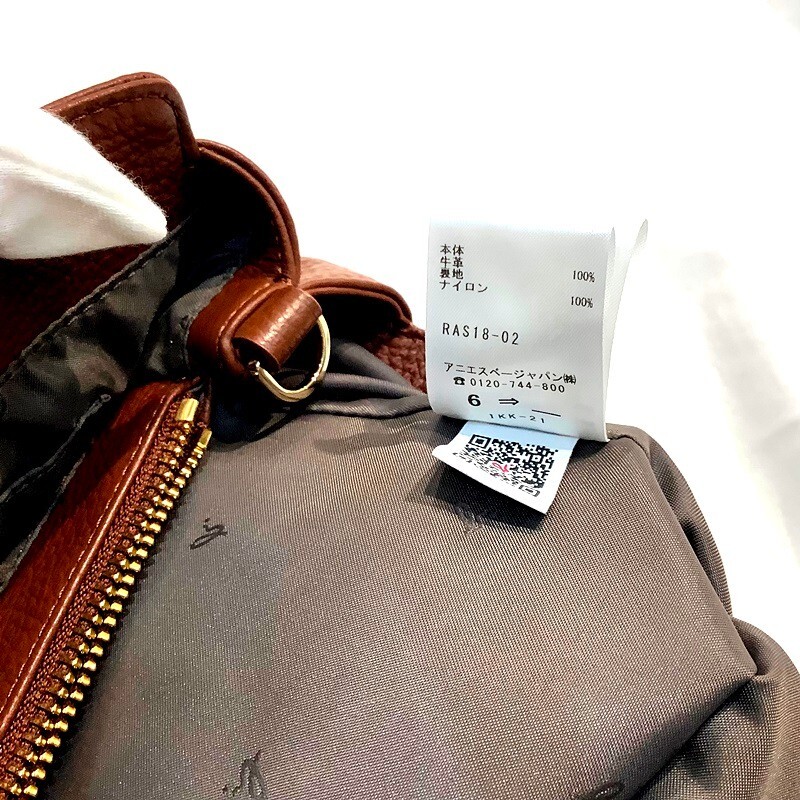 本体
牛革 100%
裏地
ナイロン 100%
RAS18-02
アニエスベージャパン㈱
☎0120-744-800
6 ⇒ __
1KK-21